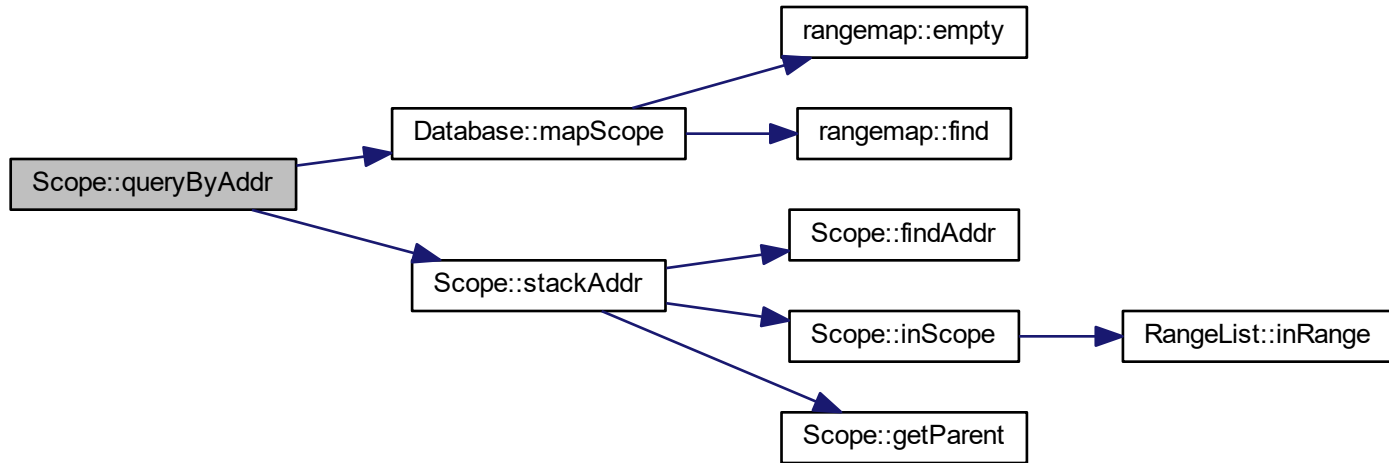 rangemap::empty
Database::mapScope
rangemap::find
Scope::queryByAddr
Scope::findAddr
Scope::stackAddr
Scope::inScope
RangeList::inRange
Scope::getParent